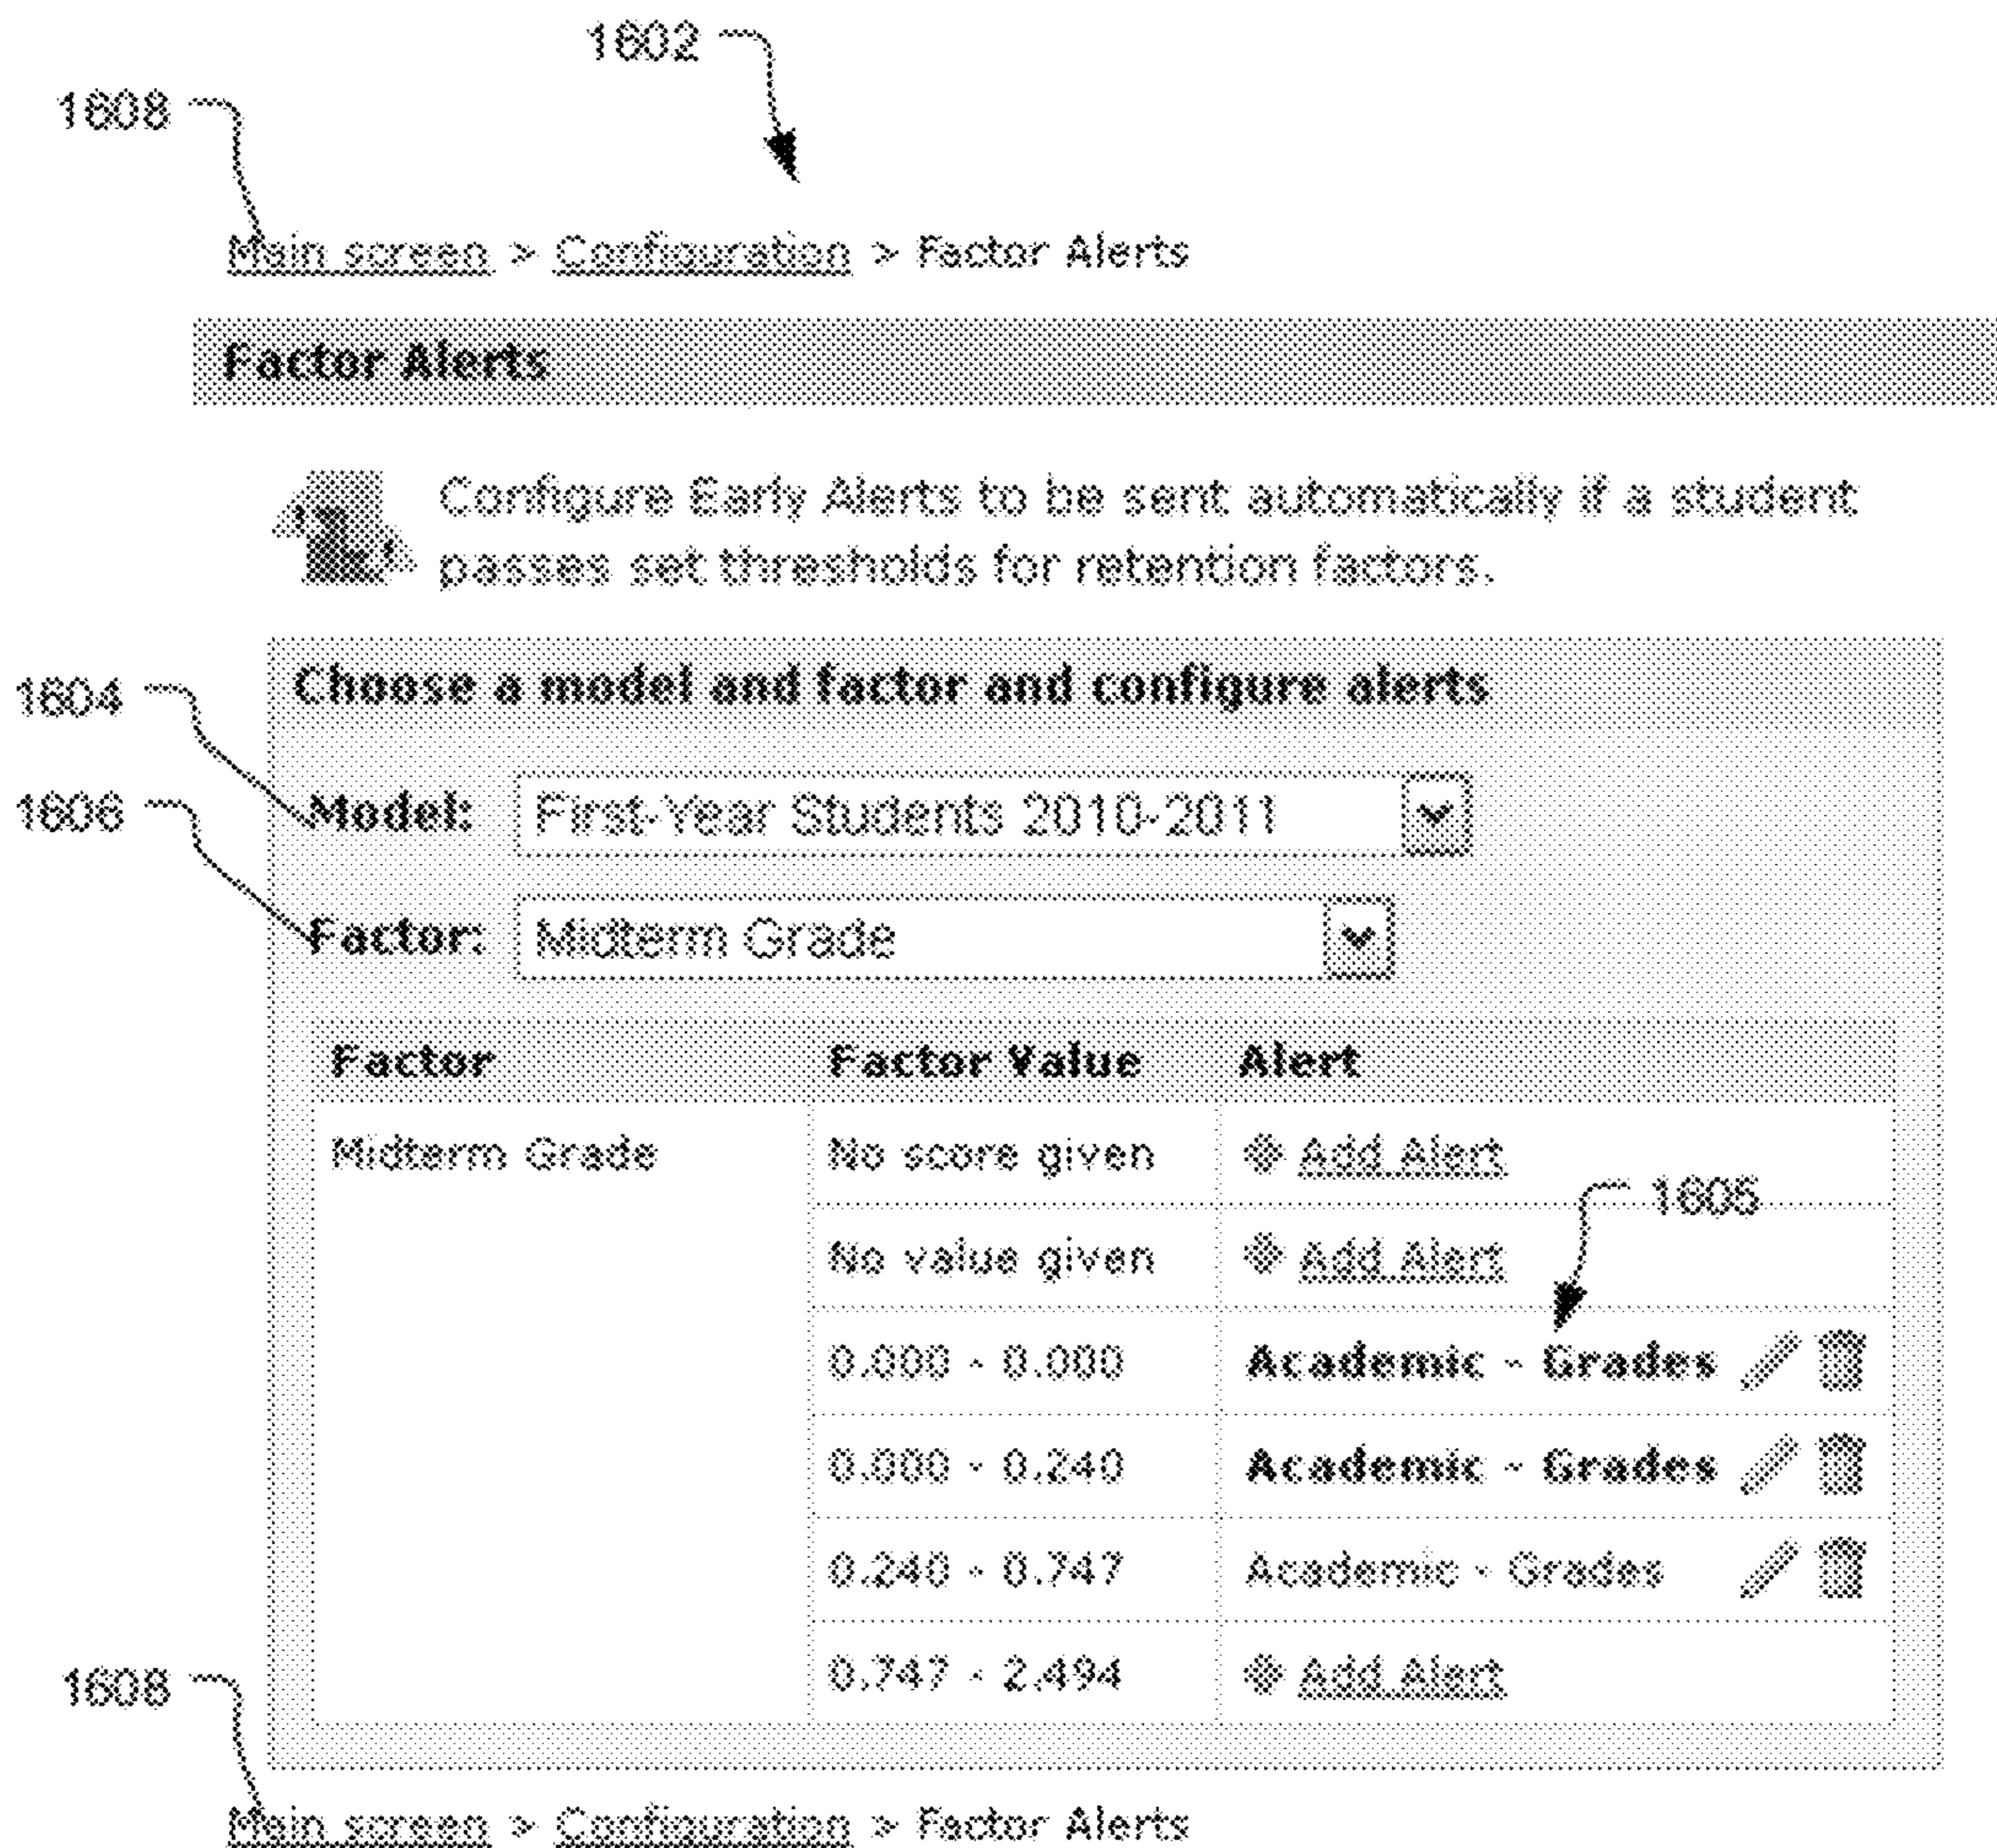 1602
1608
Main screen > Configuration > Factor Alerts
Factor Alerts
Configure Early Alerts to be sent automatically if a student
passes set thresholds for retention factors.
1604
Choose a model and factor and configure alerts
Model: First-Year Students 2010-2011
1606
Factor: Midterm Grade
Factor Factor Value Alert
Midterm Grade No score given Add Alert
1605
No value given Add Alert
0.000 - 0.000 Academic - Grades
0.000 - 0.240 Academic - Grades
0.240 - 0.747 Academic - Grades
0.747 - 2.494 Add Alert
1608
Main screen > Configuration > Factor Alerts